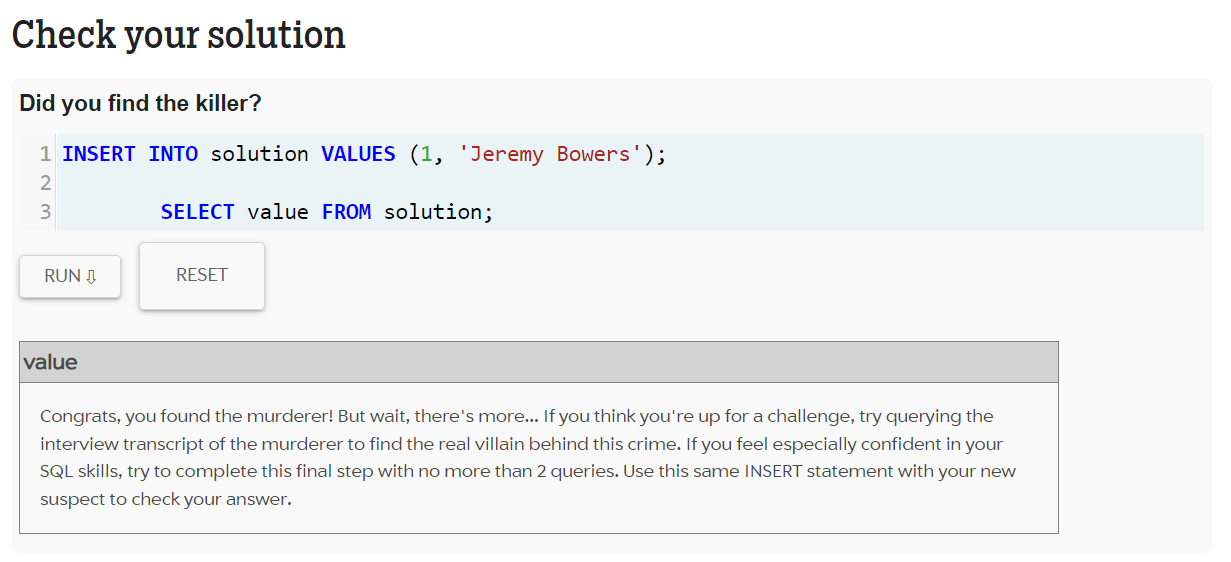 Check your solution
Did you find the killer?
1 INSERT INTO solution VALUES (1, 'Jeremy Bowers');
2
3 SELECT value FROM solution;
RUN ⇩
RESET
value
Congrats, you found the murderer! But wait, there's more... If you think you're up for a challenge, try querying the
interview transcript of the murderer to find the real villain behind this crime. If you feel especially confident in your
SQL skills, try to complete this final step with no more than 2 queries. Use this same INSERT statement with your new
suspect to check your answer.